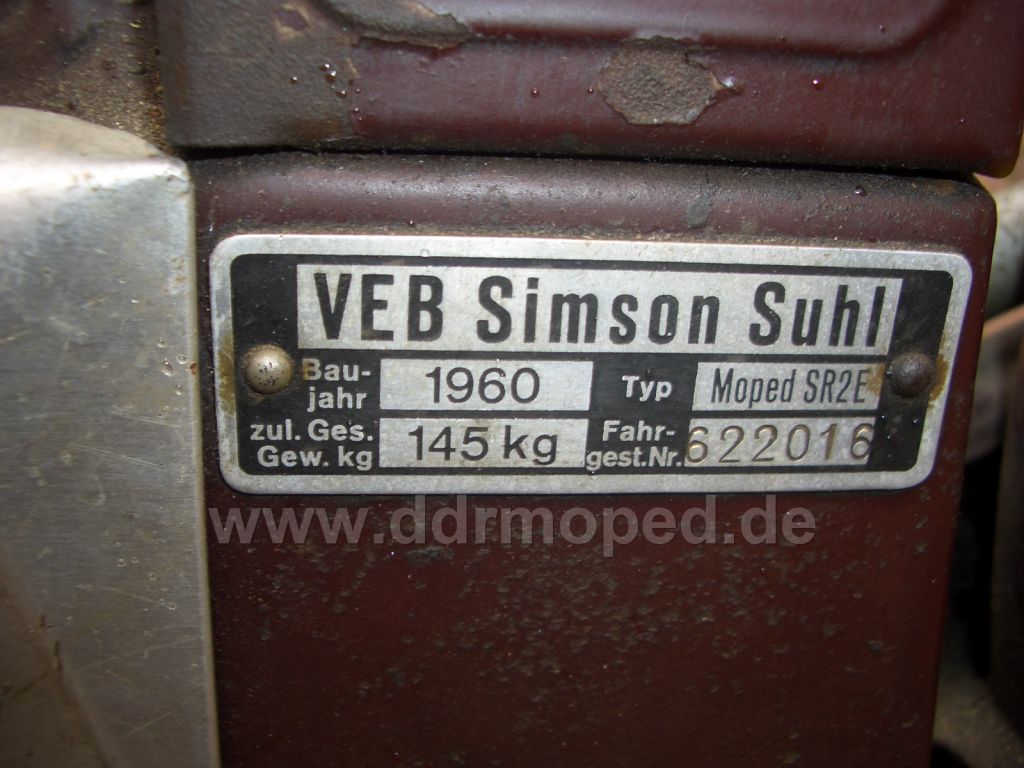 VEB Simson Suhl
Bau-
jahr 1960 Typ Moped SR2E
zul. Ges.
Gew. kg 145 kg Fahr-
gest.Nr. 622016
www.ddrmoped.de